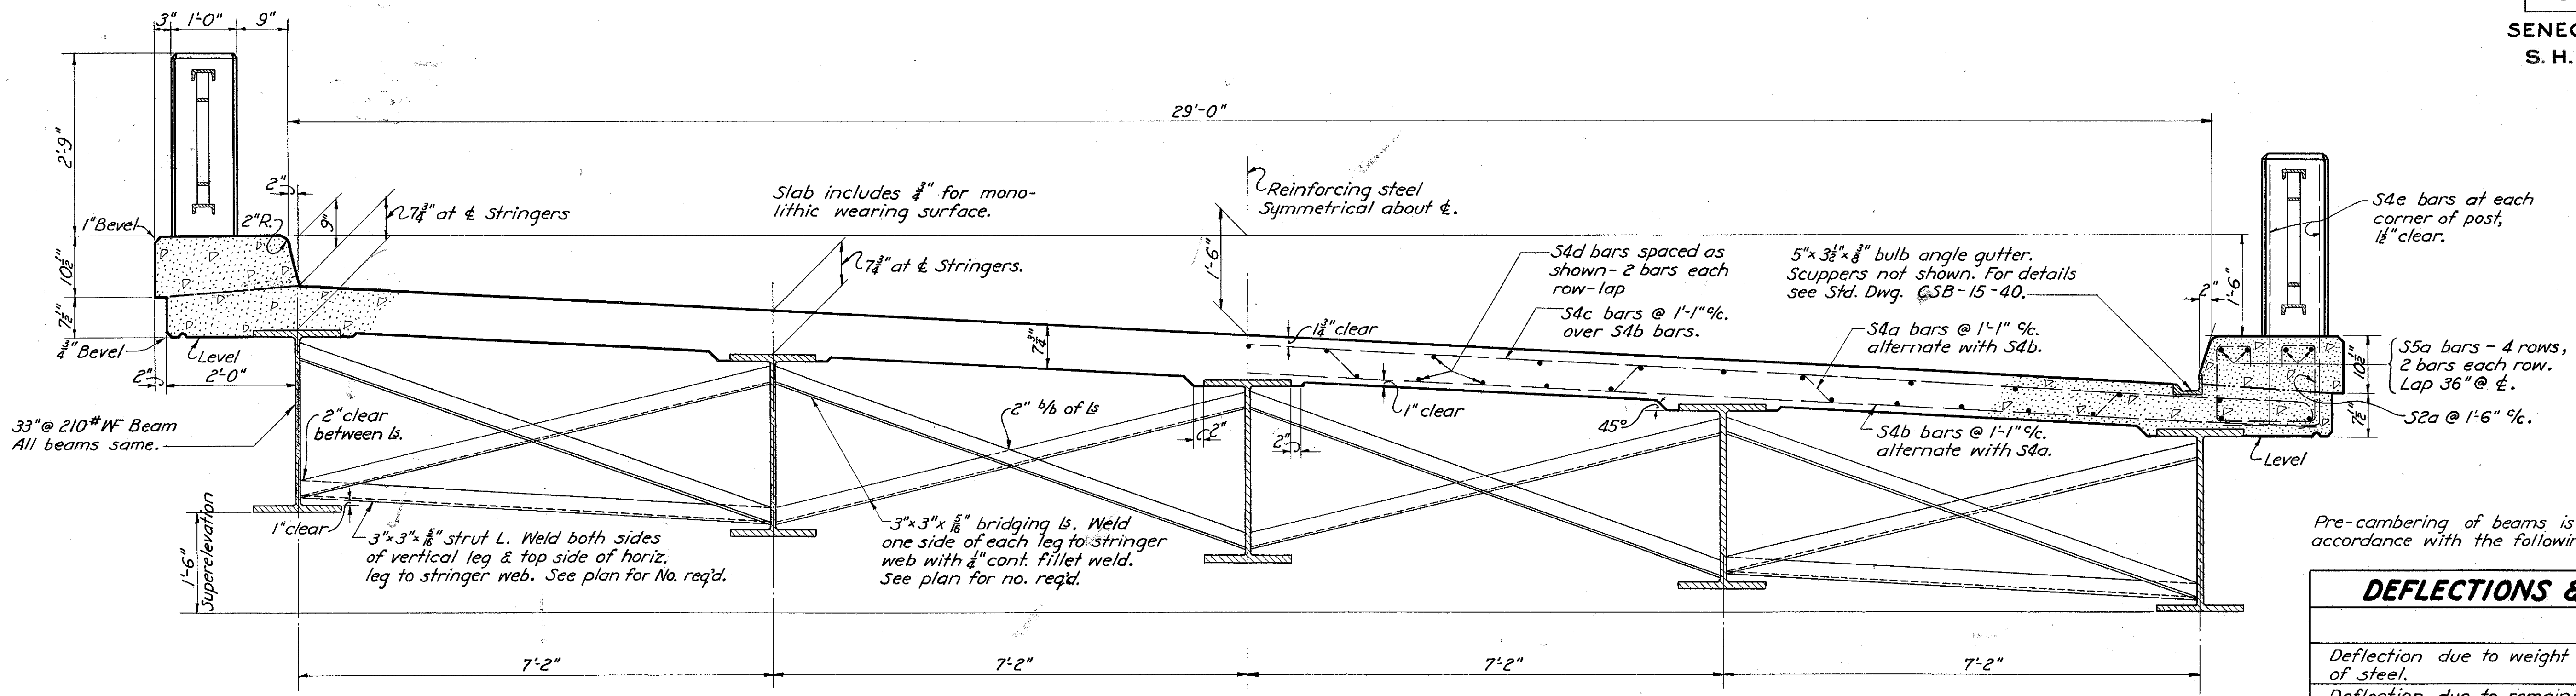 SENEC
S. H.
3" 1'-0" 9"
29'-0"
2'-9"
2"
1" Bevel
2" R.
9"
7¾" at ℄ Stringers
Slab includes ¾" for mono-
lithic wearing surface.
Reinforcing steel
Symmetrical about ℄.
1'-6"
7¾" at ℄ Stringers.
S4d bars spaced as
shown - 2 bars each
row - lap
5" x 3½" x ⅜" bulb angle gutter.
Scuppers not shown. For details
see Std. Dwg. CSB-15-40.
2"
1'-6"
S4e bars at each
corner of post,
1½" clear.
10½"
7½"
¾" Bevel
Level
2"
2'-0"
7¾"
1¾" clear
S4c bars @ 1'-1" c/c.
over S4b bars.
S4a bars @ 1'-1" c/c.
alternate with S4b.
10½"
7½"
S5a bars - 4 rows,
2 bars each row.
Lap 36" @ ℄.
S2a @ 1'-6" c/c.
33" @ 210# WF Beam
All beams same.
2" clear
between Ls.
2" b/b of Ls
2"
2"
1" clear
45°
S4b bars @ 1'-1" c/c.
alternate with S4a.
Level
1'-6"
Superelevation
1" clear
3" x 3" x 5/16" strut L. Weld both sides
of vertical leg & top side of horiz.
leg to stringer web. See plan for No. req'd.
3" x 3" x 5/16" bridging Ls. Weld
one side of each leg to stringer
web with ¼" cont. fillet weld.
See plan for no. req'd.
Pre-cambering of beams is
accordance with the followin
DEFLECTIONS &
Deflection due to weight
of steel.
Deflection due to remain
7'-2" 7'-2" 7'-2" 7'-2"